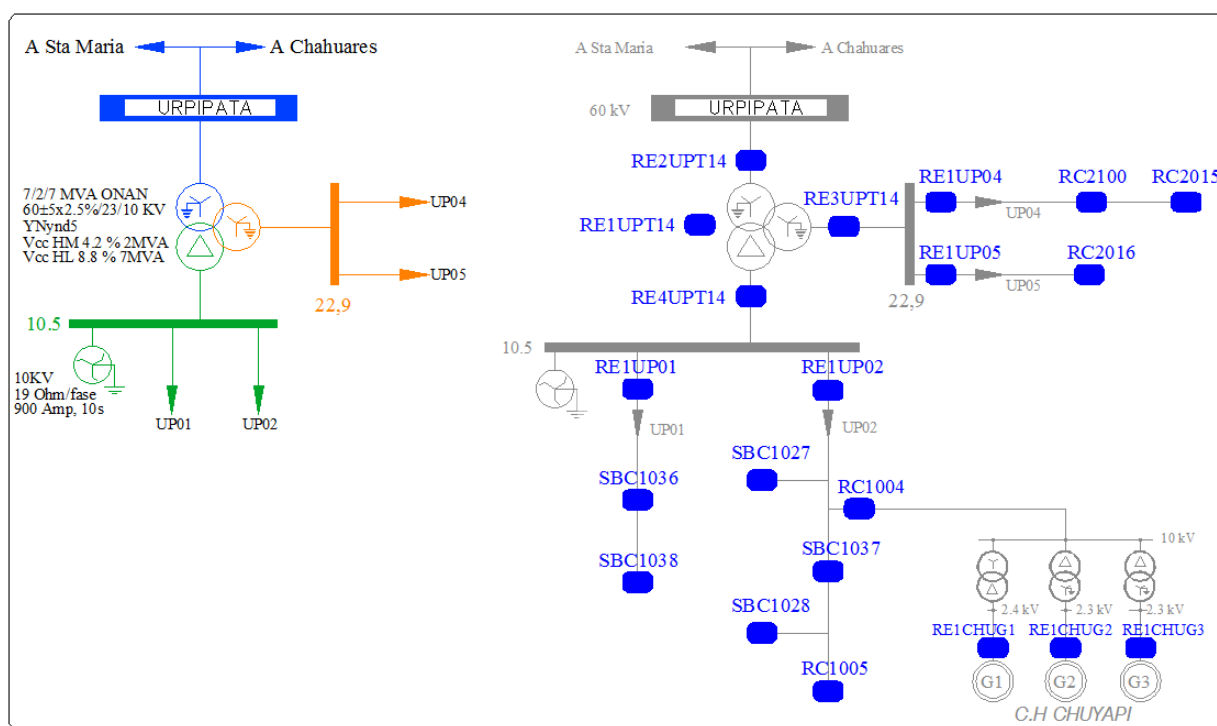 A Sta Maria
A Chahuares
URPIPATA
7/2/7 MVA ONAN
60±5x2.5%/23/10 KV
YNynd5
Vcc HM 4.2 % 2MVA
Vcc HL 8.8 % 7MVA
UP04
UP05
22,9
10.5
10KV
19 Ohm/fase
900 Amp, 10s
UP01
UP02
A Sta Maria
A Chahuares
60 kV
URPIPATA
RE2UPT14
RE1UPT14
RE3UPT14
RE1UP04
RC2100
RC2015
UP04
RE1UP05
RC2016
UP05
22,9
RE4UPT14
10.5
RE1UP01
RE1UP02
UP01
UP02
SBC1027
SBC1036
RC1004
SBC1038
SBC1037
SBC1028
RC1005
10 kV
2.4 kV
2.3 kV
2.3 kV
RE1CHUG1
RE1CHUG2
RE1CHUG3
G1
G2
G3
C.H CHUYAPI